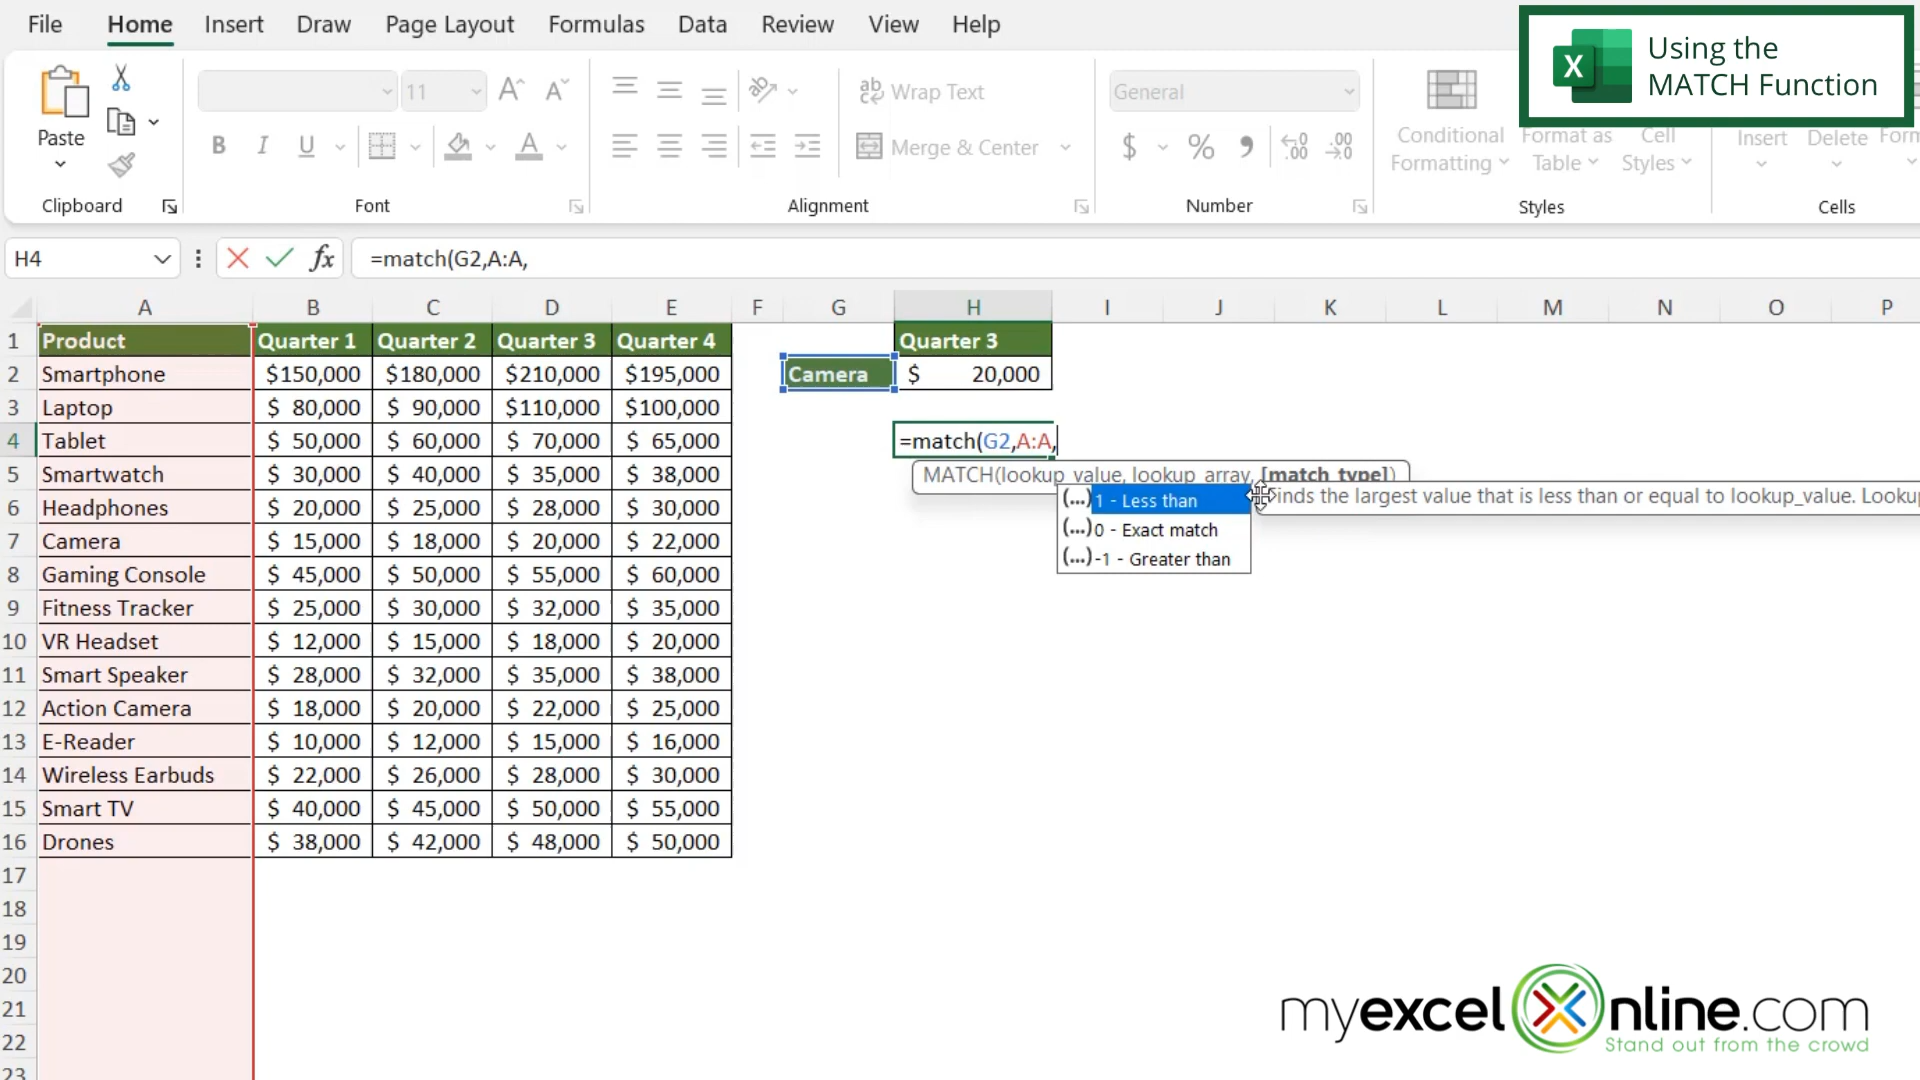 File Home Insert Draw Page Layout Formulas Data Review View Help
Using the
MATCH Function
Paste
11
Wrap Text
Merge & Center
General
Conditional
Formatting
Format as
Table
Cell
Styles
Insert Delete Form
Clipboard Font Alignment Number Styles Cells
H4 =match(G2,A:A,
A B C D E F G H I J K L M N O P
1 Product Quarter 1 Quarter 2 Quarter 3 Quarter 4 Quarter 3
2 Smartphone $150,000 $180,000 $210,000 $195,000 Camera $ 20,000
3 Laptop $ 80,000 $ 90,000 $110,000 $100,000
4 Tablet $ 50,000 $ 60,000 $ 70,000 $ 65,000 =match(G2,A:A,
5 Smartwatch $ 30,000 $ 40,000 $ 35,000 $ 38,000 MATCH(lookup_value, lookup_array, [match_type])
6 Headphones $ 20,000 $ 25,000 $ 28,000 $ 30,000 (...) 1 - Less than Finds the largest value that is less than or equal to lookup_value. Looku
(...) 0 - Exact match
7 Camera $ 15,000 $ 18,000 $ 20,000 $ 22,000
(...) -1 - Greater than
8 Gaming Console $ 45,000 $ 50,000 $ 55,000 $ 60,000
9 Fitness Tracker $ 25,000 $ 30,000 $ 32,000 $ 35,000
10 VR Headset $ 12,000 $ 15,000 $ 18,000 $ 20,000
11 Smart Speaker $ 28,000 $ 32,000 $ 35,000 $ 38,000
12 Action Camera $ 18,000 $ 20,000 $ 22,000 $ 25,000
13 E-Reader $ 10,000 $ 12,000 $ 15,000 $ 16,000
14 Wireless Earbuds $ 22,000 $ 26,000 $ 28,000 $ 30,000
15 Smart TV $ 40,000 $ 45,000 $ 50,000 $ 55,000
16 Drones $ 38,000 $ 42,000 $ 48,000 $ 50,000
17
18
19
20
21
22
23
myexcelonline.com
Stand out from the crowd